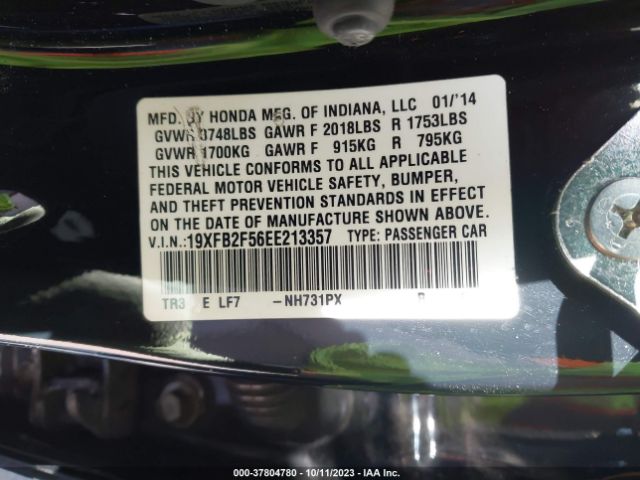 MFD. BY HONDA MFG. OF INDIANA, LLC 01/'14
GVWR 3748LBS GAWR F 2018LBS R 1753LBS
GVWR 1700KG GAWR F 915KG R 795KG
THIS VEHICLE CONFORMS TO ALL APPLICABLE
FEDERAL MOTOR VEHICLE SAFETY, BUMPER,
AND THEFT PREVENTION STANDARDS IN EFFECT
ON THE DATE OF MANUFACTURE SHOWN ABOVE.
V.I.N.:19XFB2F56EE213357 TYPE: PASSENGER CAR
TR3 E LF7 -NH731PX
000-37804780 - 10/11/2023 - IAA Inc.